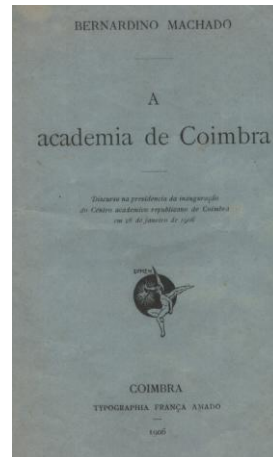 BERNARDINO MACHADO
A
academia de Coimbra
Discurso na presidencia da inauguração
do Centro academico republicano de Coimbra
em 28 de janeiro de 1906
COIMBRA
TYPOGRAPHIA FRANÇA AMADO
1906